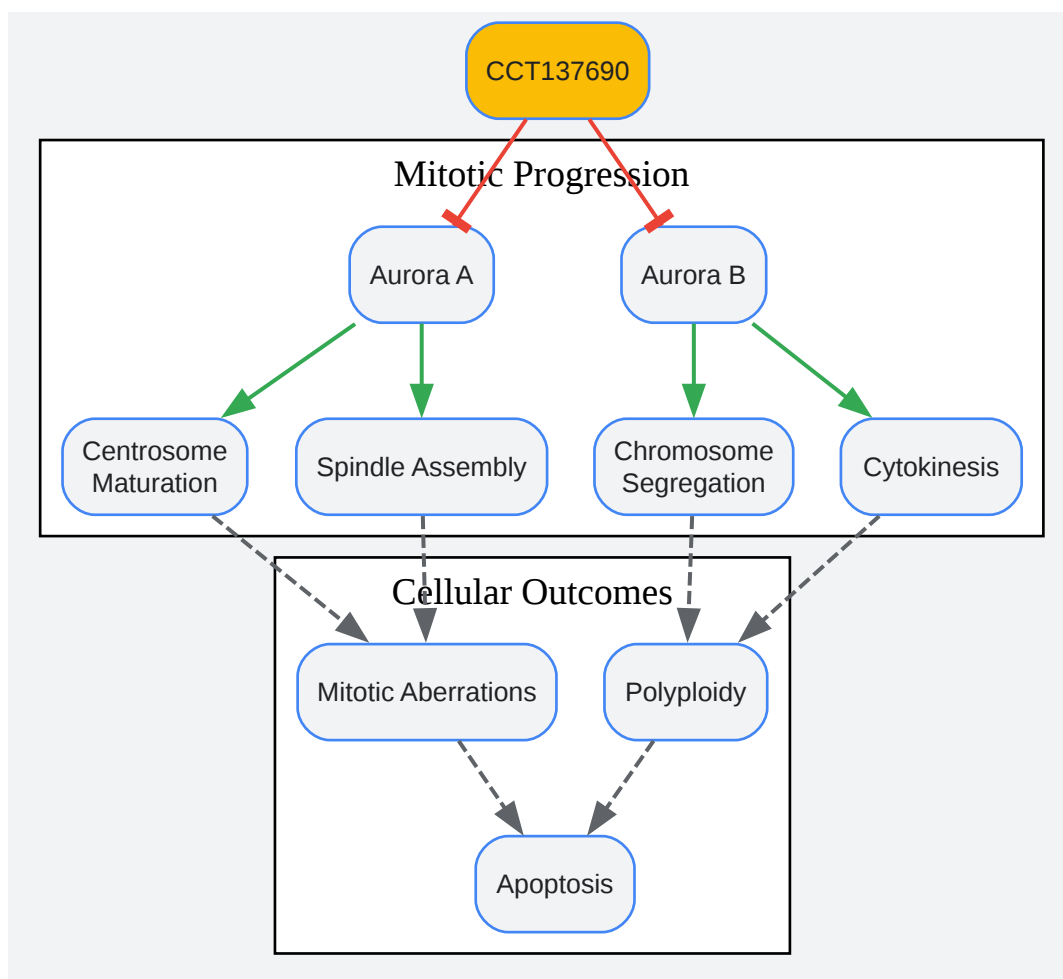 CCT137690
Mitotic Progression
Aurora A
Aurora B
Centrosome
Maturation
Spindle Assembly
Chromosome
Segregation
Cytokinesis
Cellular Outcomes
Mitotic Aberrations
Polyploidy
Apoptosis